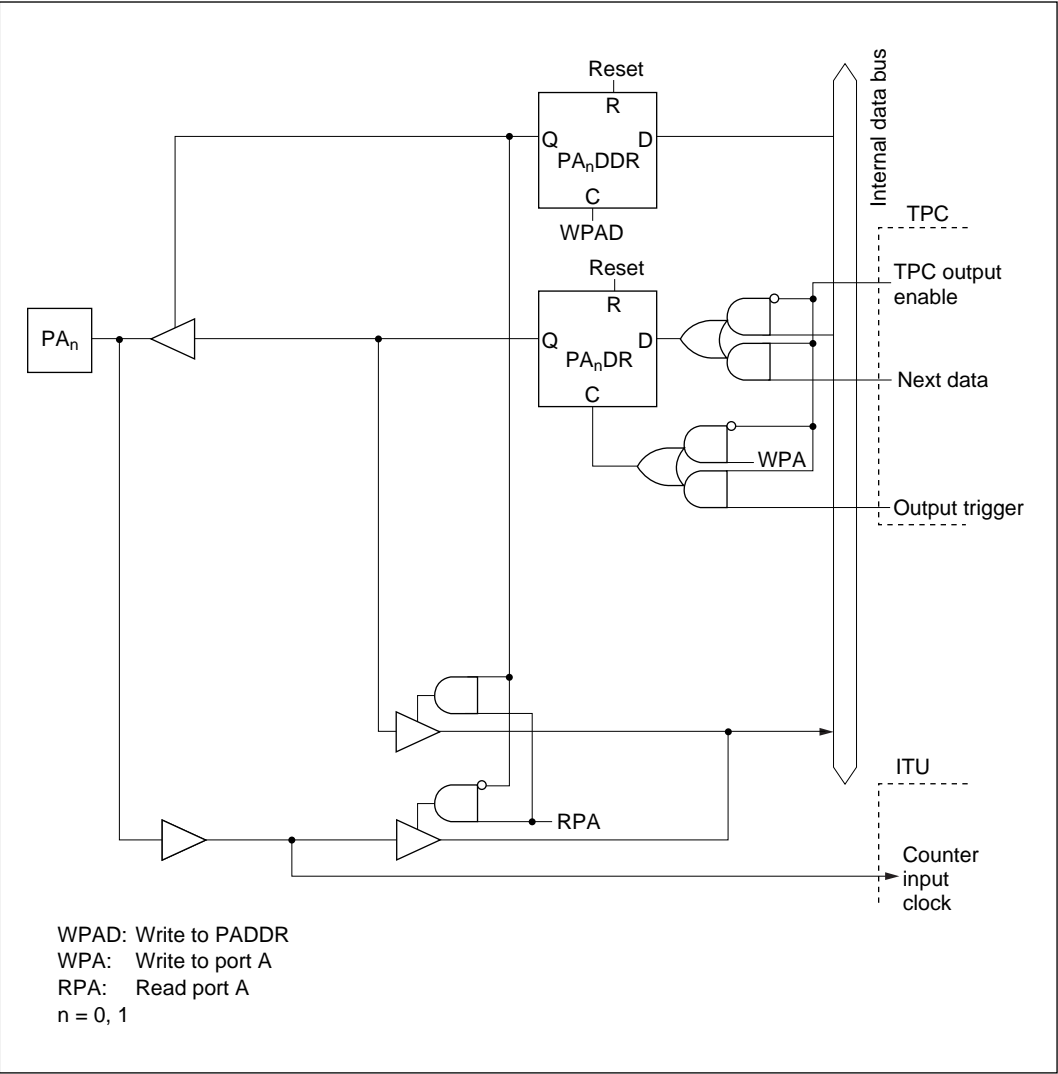 Reset
R
Q
D
PAnDDR
C
WPAD
Internal data bus
TPC
TPC output
enable
Reset
R
PAn
Q
D
PAnDR
C
Next data
WPA
Output trigger
RPA
ITU
Counter
input
clock
WPAD: Write to PADDR
WPA: Write to port A
RPA: Read port A
n = 0, 1